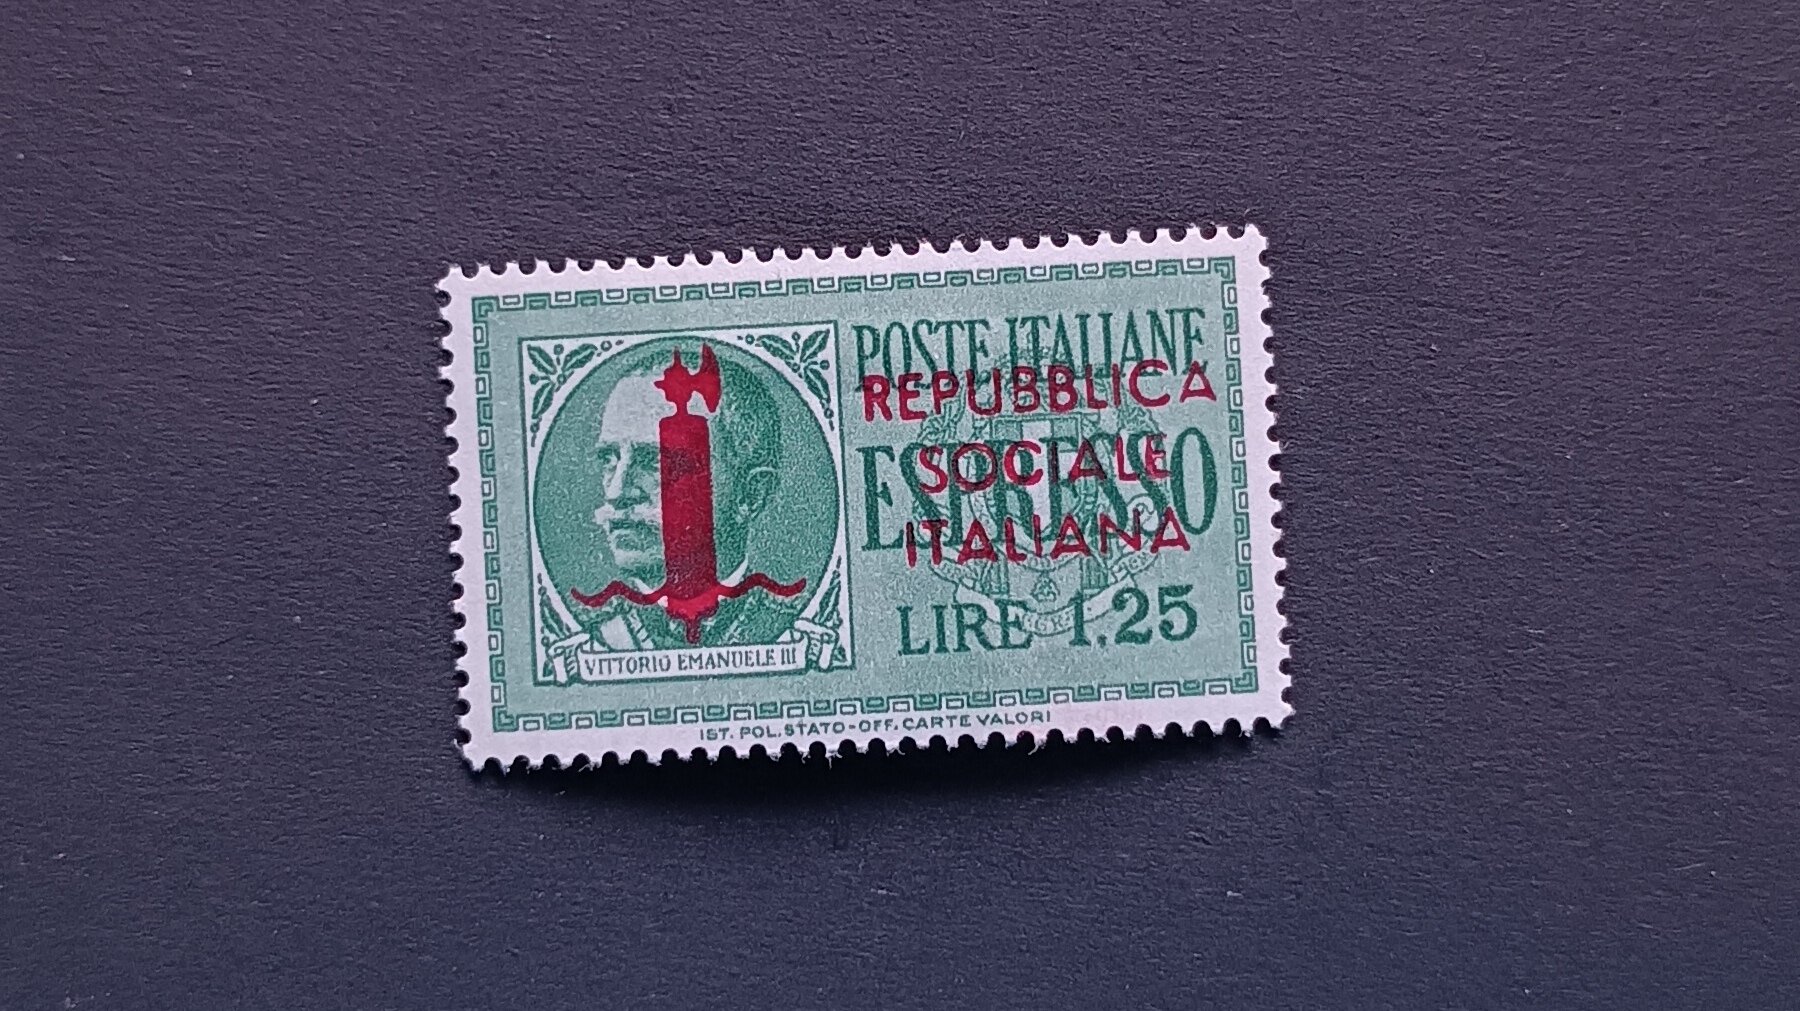 POSTE ITALIANE
REPUBBLICA
SOCIALE
ESPRESSO
ITALIANA
LIRE 1.25
VITTORIO EMANUELE III
IST. POL. STATO-OFF. CARTE VALORI